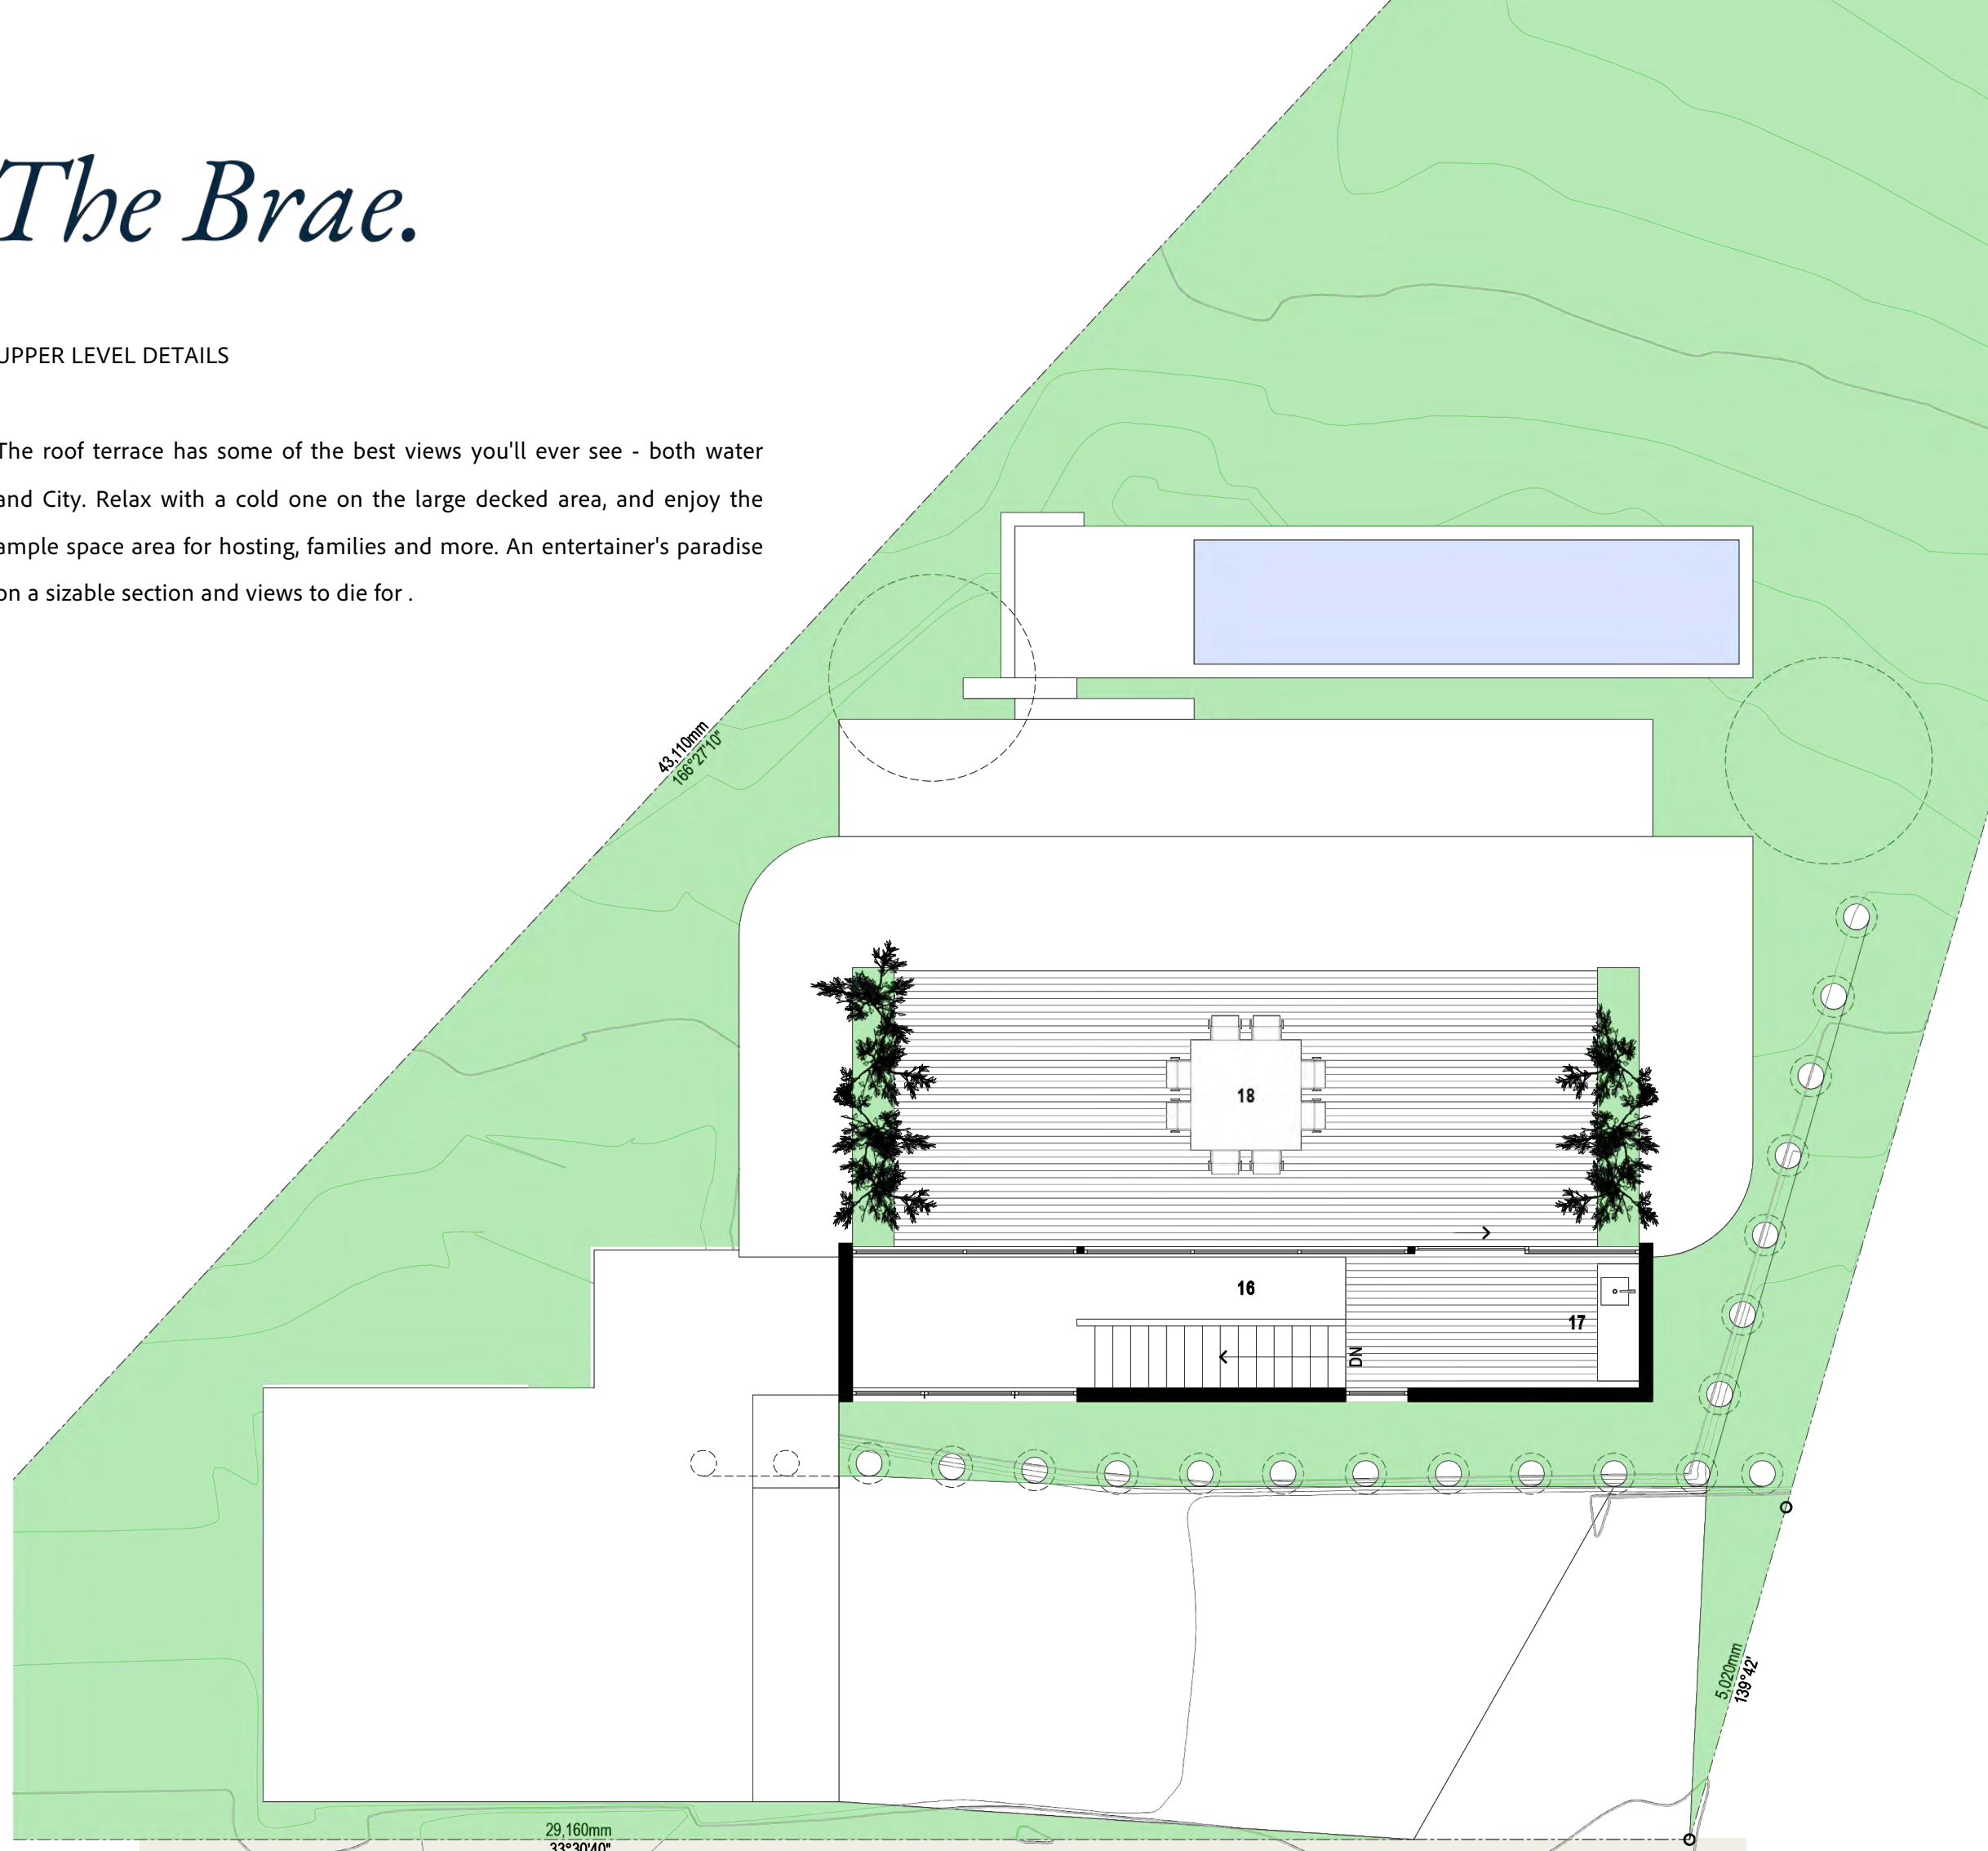 The Brae.
UPPER LEVEL DETAILS
The roof terrace has some of the best views you'll ever see - both water
and City. Relax with a cold one on the large decked area, and enjoy the
ample space area for hosting, families and more. An entertainer's paradise
on a sizable section and views to die for .
43,110mm
166°27'10"
18
16
17
DN
5,020mm
139°42'
29,160mm
33°30'40"